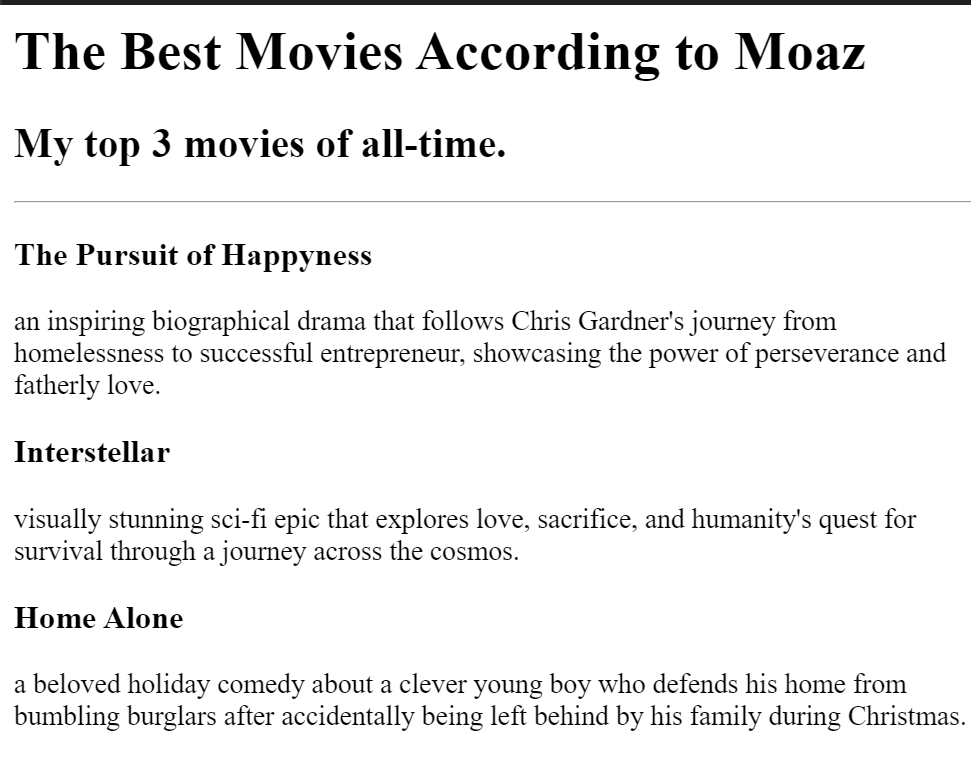 The Best Movies According to Moaz
My top 3 movies of all-time.
The Pursuit of Happyness
an inspiring biographical drama that follows Chris Gardner's journey from
homelessness to successful entrepreneur, showcasing the power of perseverance and
fatherly love.
Interstellar
visually stunning sci-fi epic that explores love, sacrifice, and humanity's quest for
survival through a journey across the cosmos.
Home Alone
a beloved holiday comedy about a clever young boy who defends his home from
bumbling burglars after accidentally being left behind by his family during Christmas.